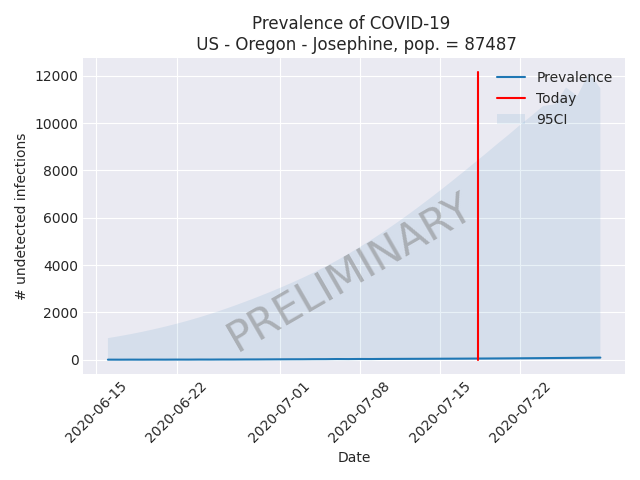 Prevalence of COVID-19
US - Oregon - Josephine, pop. = 87487
12000
10000
8000
6000
4000
2000
0
# undetected infections
Prevalence
Today
95CI
PRELIMINARY
2020-06-15
2020-06-22
2020-07-01
2020-07-08
2020-07-15
2020-07-22
Date